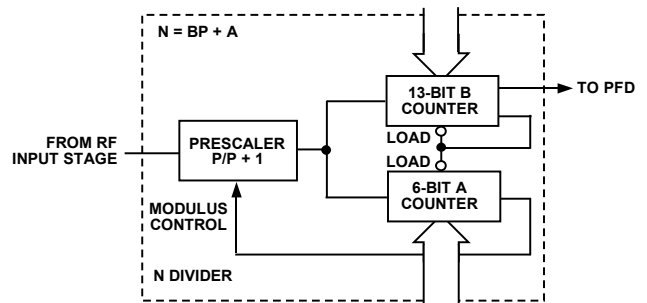 N = BP + A
13-BIT B
COUNTER
TO PFD
FROM RF
INPUT STAGE
PRESCALER
P/P + 1
LOAD
LOAD
6-BIT A
COUNTER
MODULUS
CONTROL
N DIVIDER